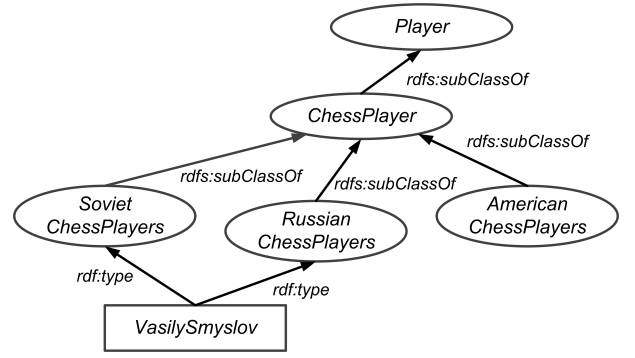 Player
rdfs:subClassOf
ChessPlayer
rdfs:subClassOf
rdfs:subClassOf
rdfs:subClassOf
Soviet
ChessPlayers
Russian
ChessPlayers
American
ChessPlayers
rdf:type
rdf:type
VasilySmyslov